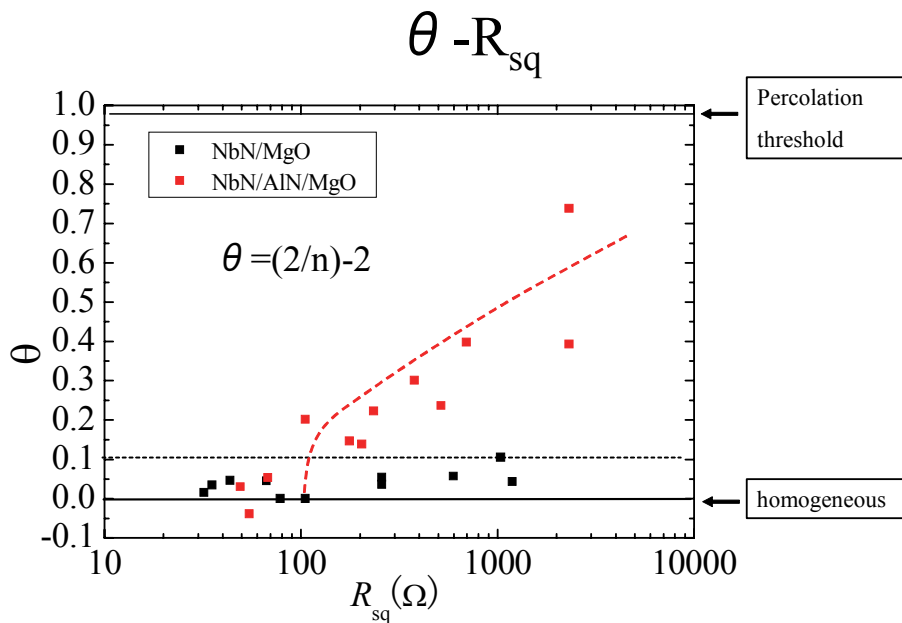 θ -Rsq
Percolation
threshold
1.0
0.9
0.8
0.7
0.6
0.5
0.4
0.3
0.2
0.1
0.0
-0.1
θ
NbN/MgO
NbN/AlN/MgO
θ =(2/n)-2
homogeneous
10
100
1000
10000
Rsq(Ω)